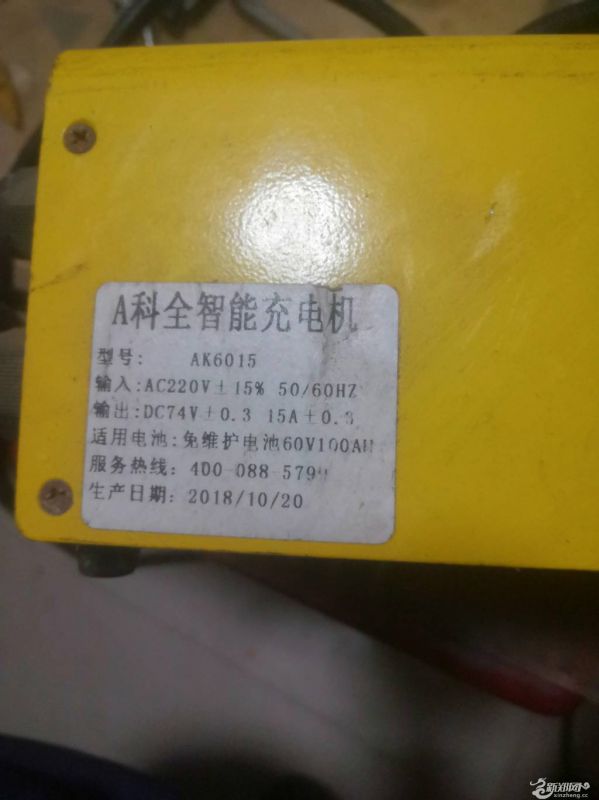 A科全智能充电机
型号: AK6015
输入:AC220V±15% 50/60HZ
输出:DC74V±0.3 15A±0.3
适用电池:免维护电池60V100AH
服务热线: 400-088-579
生产日期: 2018/10/20
新郑网
xinzheng.cc